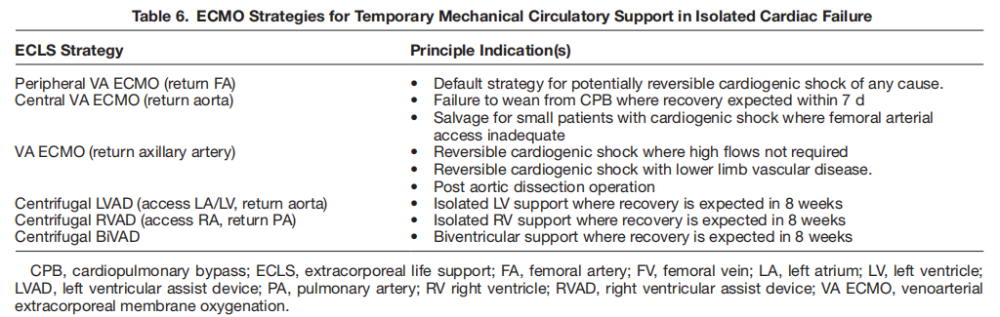 Table 6. ECMO Strategies for Temporary Mechanical Circulatory Support in Isolated Cardiac Failure
ECLS Strategy Principle Indication(s)
Peripheral VA ECMO (return FA) • Default strategy for potentially reversible cardiogenic shock of any cause.
Central VA ECMO (return aorta) • Failure to wean from CPB where recovery expected within 7 d
• Salvage for small patients with cardiogenic shock where femoral arterial
access inadequate
VA ECMO (return axillary artery) • Reversible cardiogenic shock where high flows not required
• Reversible cardiogenic shock with lower limb vascular disease.
• Post aortic dissection operation
Centrifugal LVAD (access LA/LV, return aorta) • Isolated LV support where recovery is expected in 8 weeks
Centrifugal RVAD (access RA, return PA) • Isolated RV support where recovery is expected in 8 weeks
Centrifugal BiVAD • Biventricular support where recovery is expected in 8 weeks
CPB, cardiopulmonary bypass; ECLS, extracorporeal life support; FA, femoral artery; FV, femoral vein; LA, left atrium; LV, left ventricle;
LVAD, left ventricular assist device; PA, pulmonary artery; RV right ventricle; RVAD, right ventricular assist device; VA ECMO, venoarterial
extracorporeal membrane oxygenation.